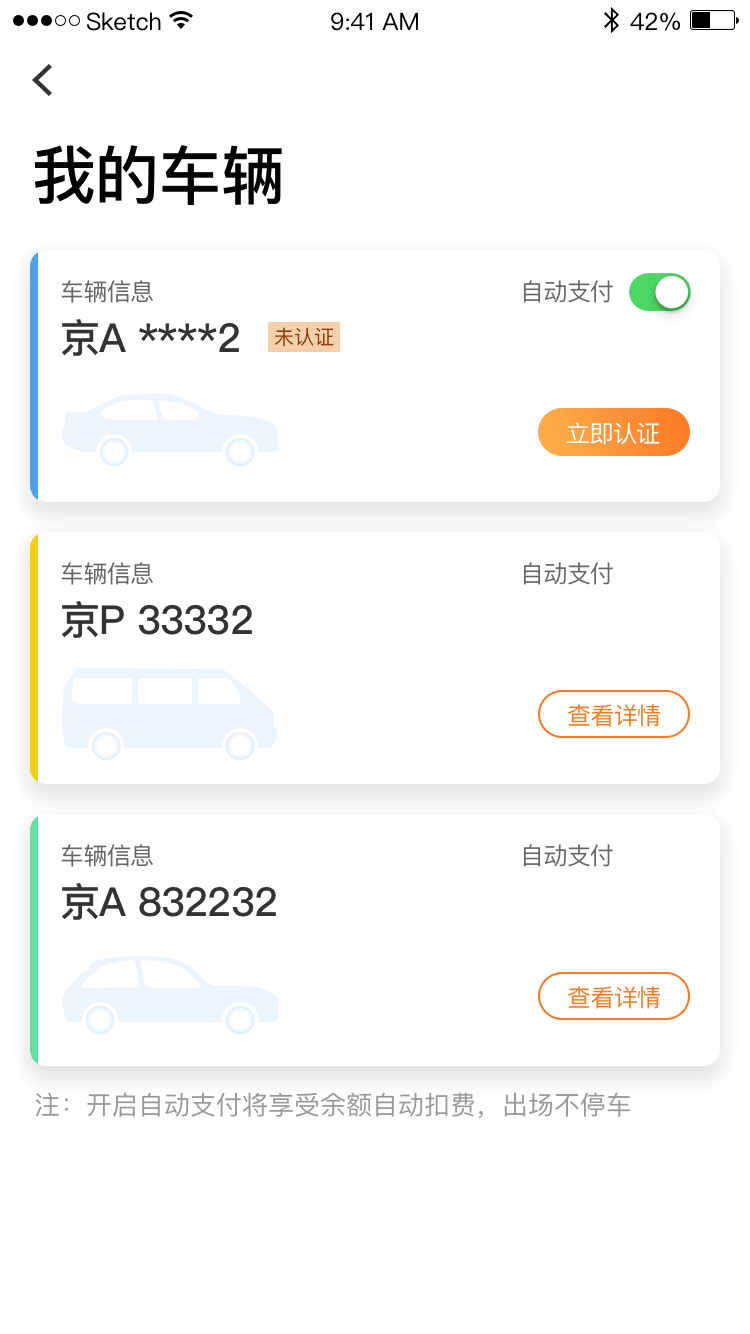 Sketch 9:41 AM 42%
我的车辆
车辆信息 自动支付
京A ****2 未认证
立即认证
车辆信息 自动支付
京P 33332
查看详情
车辆信息 自动支付
京A 832232
查看详情
注：开启自动支付将享受余额自动扣费，出场不停车